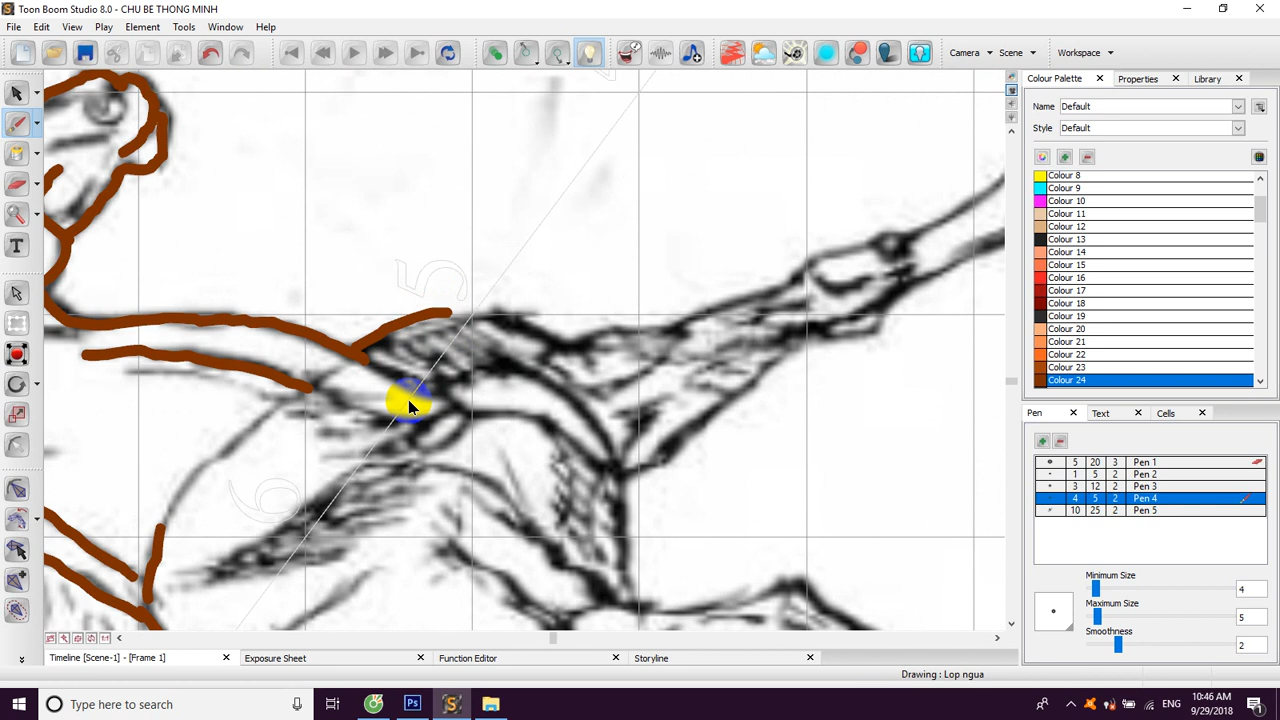 Toon Boom Studio 8.0 - CHU BE THONG MINH
File Edit View Play Element Tools Window Help
Camera Scene Workspace
Colour Palette Properties Library
Name Default
Style Default
Colour 8
Colour 9
Colour 10
Colour 11
Colour 12
Colour 13
Colour 14
Colour 15
Colour 16
Colour 17
Colour 18
Colour 19
Colour 20
Colour 21
Colour 22
Colour 23
Colour 24
Pen Text Cells
5 20 3 Pen 1
1 5 2 Pen 2
3 12 2 Pen 3
4 5 2 Pen 4
10 25 2 Pen 5
Minimum Size
4
Maximum Size
5
Smoothness
2
5
6
Timeline [Scene-1] - [Frame 1] Exposure Sheet Function Editor Storyline
Drawing : Lop ngua
Type here to search
ENG
10:46 AM
9/29/2018